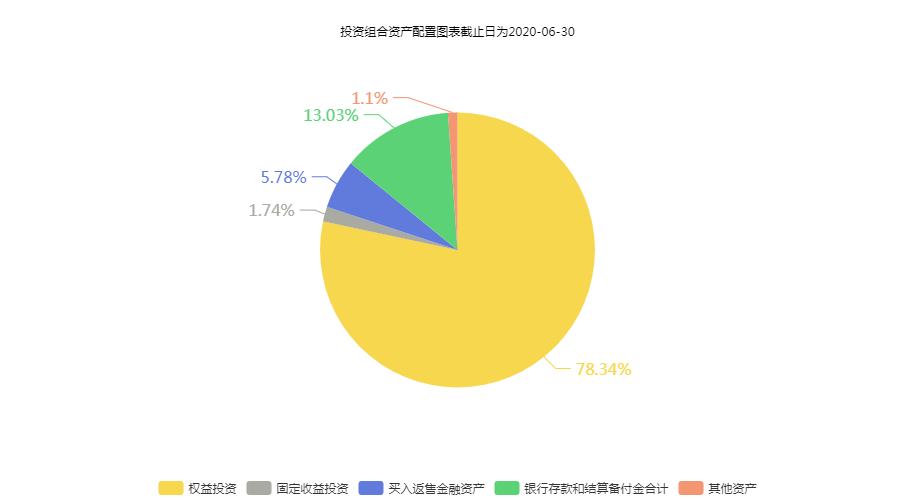 投资组合资产配置图表截止日为2020-06-30
1.1%
13.03%
5.78%
1.74%
78.34%
权益投资 固定收益投资 买入返售金融资产 银行存款和结算备付金合计 其他资产